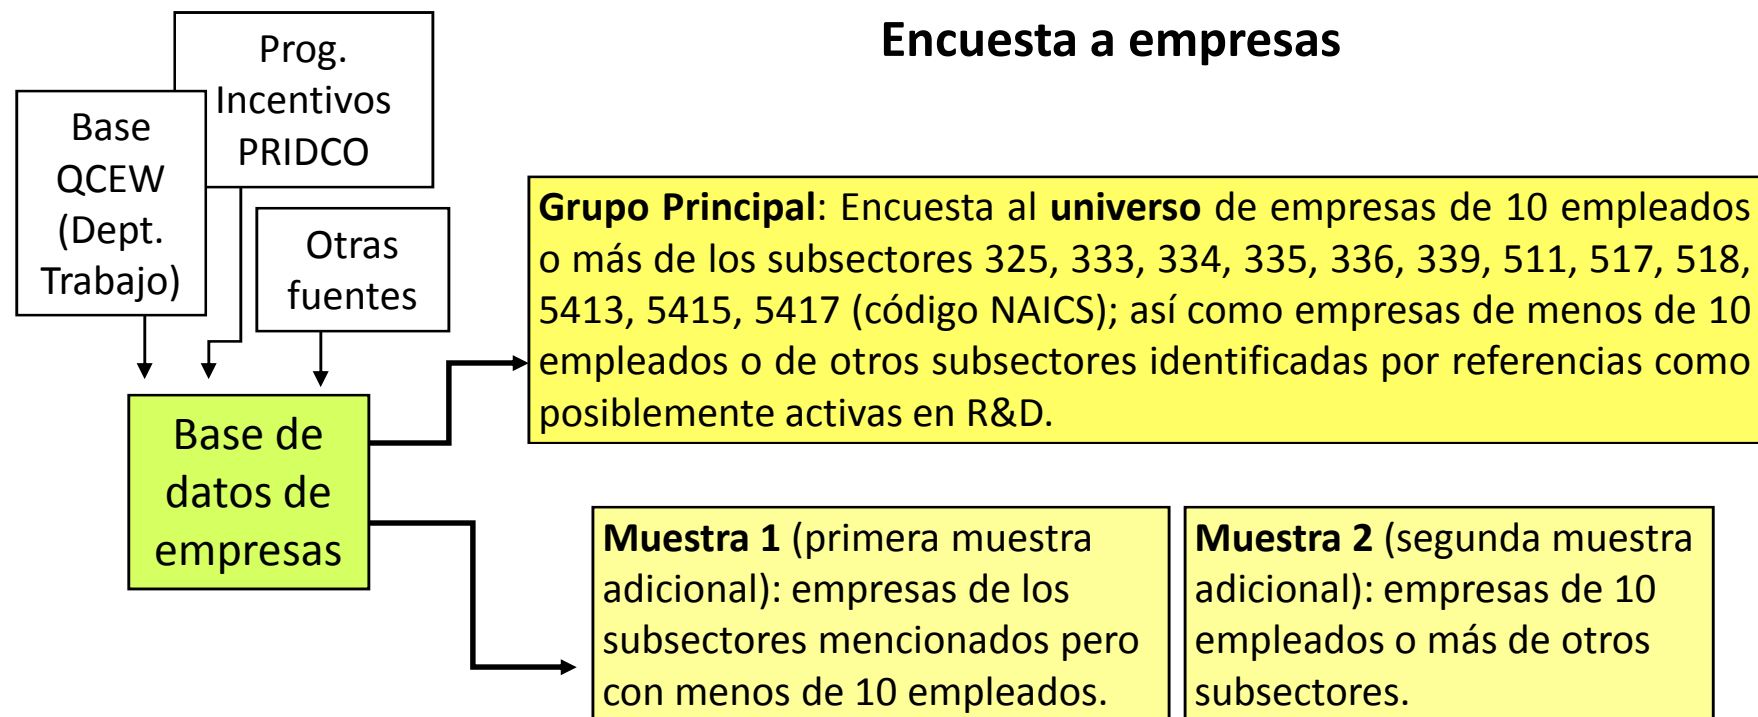 Encuesta a empresas
Prog.
Incentivos
PRIDCO
Base
QCEW
(Dept.
Trabajo)
Otras
fuentes
Base de
datos de
empresas
Grupo Principal: Encuesta al universo de empresas de 10 empleados
o más de los subsectores 325, 333, 334, 335, 336, 339, 511, 517, 518,
5413, 5415, 5417 (código NAICS); así como empresas de menos de 10
empleados o de otros subsectores identificadas por referencias como
posiblemente activas en R&D.
Muestra 1 (primera muestra
adicional): empresas de los
subsectores mencionados pero
con menos de 10 empleados.
Muestra 2 (segunda muestra
adicional): empresas de 10
empleados o más de otros
subsectores.